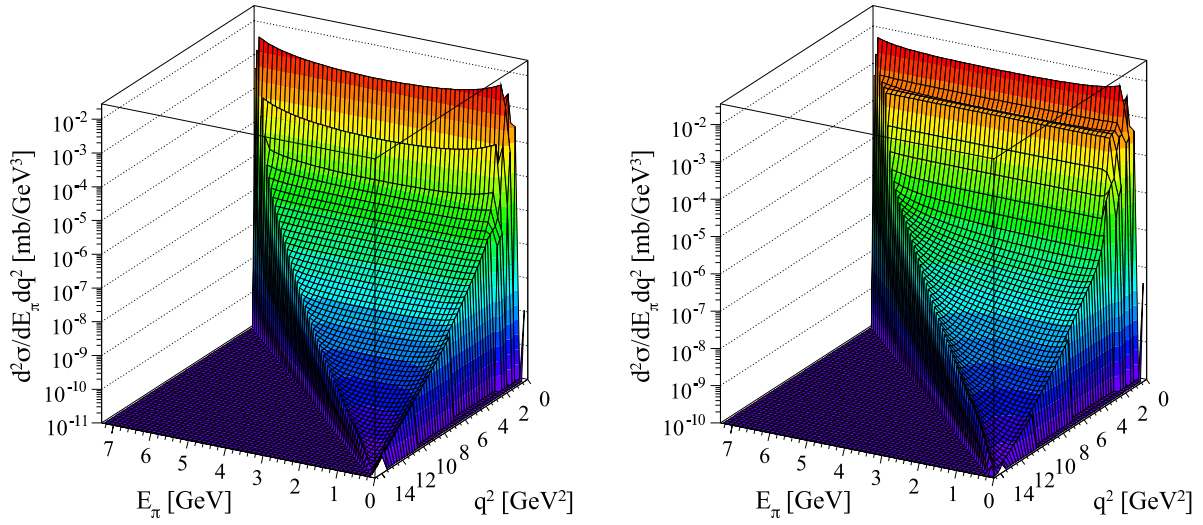 d²σ/dE_π dq² [mb/GeV³]
10⁻²
10⁻³
10⁻⁴
10⁻⁵
10⁻⁶
10⁻⁷
10⁻⁸
10⁻⁹
10⁻¹⁰
10⁻¹¹
7 6 5 4 3 2 1 0
E_π [GeV]
14 12 10 8 6 4 2 0
q² [GeV²]
d²σ/dE_π dq² [mb/GeV³]
10⁻²
10⁻³
10⁻⁴
10⁻⁵
10⁻⁶
10⁻⁷
10⁻⁸
10⁻⁹
10⁻¹⁰
7 6 5 4 3 2 1 0
E_π [GeV]
14 12 10 8 6 4 2 0
q² [GeV²]